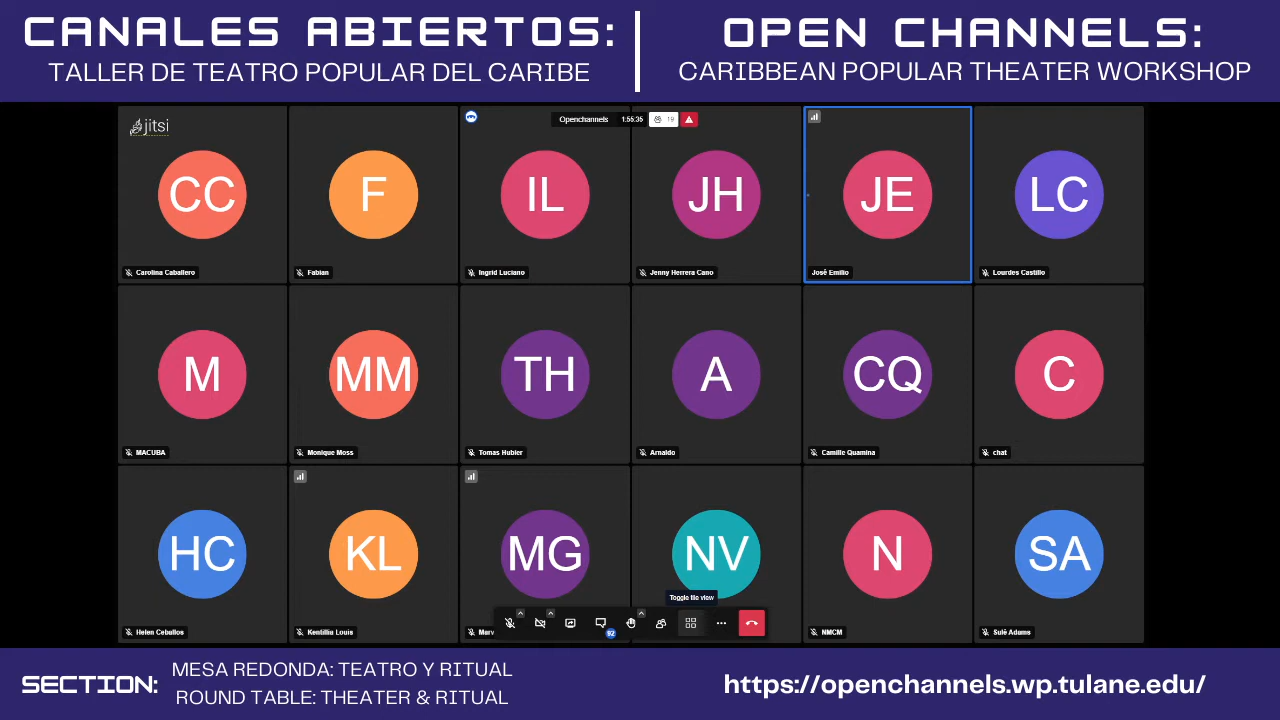 CANALES ABIERTOS:
TALLER DE TEATRO POPULAR DEL CARIBE
OPEN CHANNELS:
CARIBBEAN POPULAR THEATER WORKSHOP
jitsi
Openchannels 1:55:35 19
CC
F
IL
JH
JE
LC
Carolina Caballero
Fabian
Ingrid Luciano
Jenny Herrera Cano
José Emilio
Lourdes Castillo
M
MM
TH
A
CQ
C
MACUBA
Monique Moss
Tomas Hubier
Arnaldo
Camille Quamina
chat
HC
KL
MG
NV
N
SA
Toggle tile view
92
Helen Ceballos
Kentillia Louis
Marv
NMCM
Sulé Adams
SECTION:
MESA REDONDA: TEATRO Y RITUAL
ROUND TABLE: THEATER & RITUAL
https://openchannels.wp.tulane.edu/